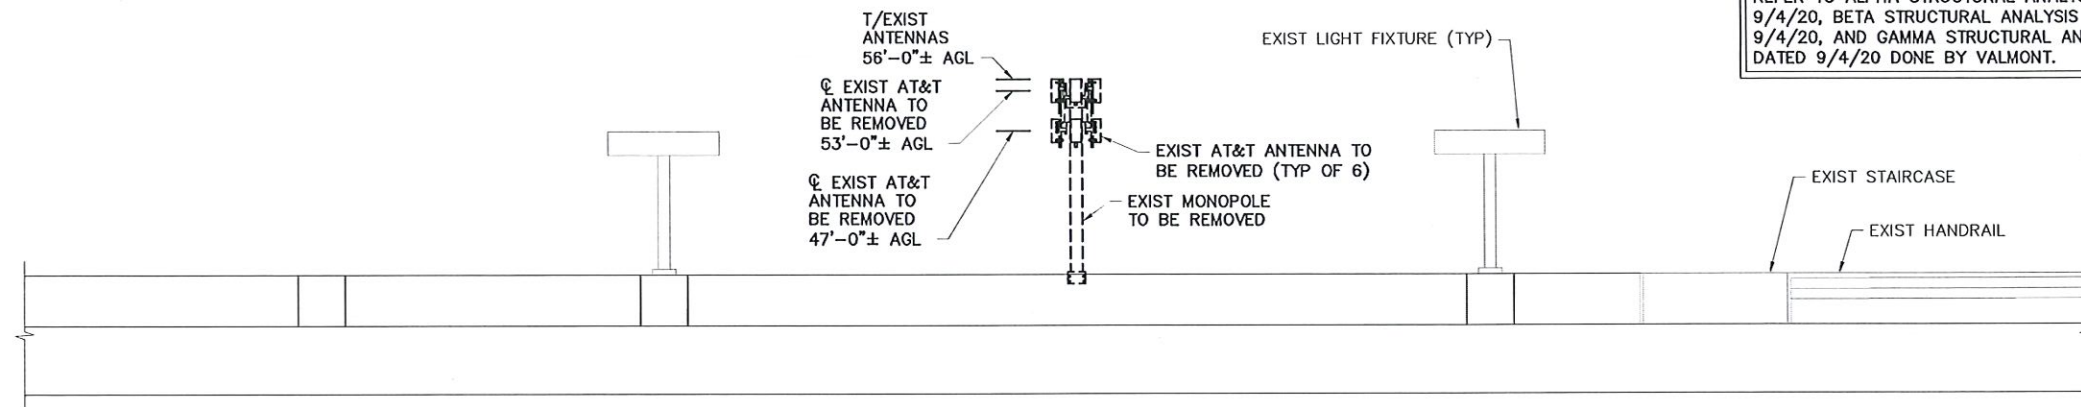 T/EXIST
ANTENNAS
56'-0"± AGL
℄ EXIST AT&T
ANTENNA TO
BE REMOVED
53'-0"± AGL
℄ EXIST AT&T
ANTENNA TO
BE REMOVED
47'-0"± AGL
EXIST AT&T ANTENNA TO
BE REMOVED (TYP OF 6)
EXIST MONOPOLE
TO BE REMOVED
EXIST LIGHT FIXTURE (TYP)
EXIST STAIRCASE
EXIST HANDRAIL
9/4/20, BETA STRUCTURAL ANALYSIS
9/4/20, AND GAMMA STRUCTURAL
DATED 9/4/20 DONE BY VALMONT.